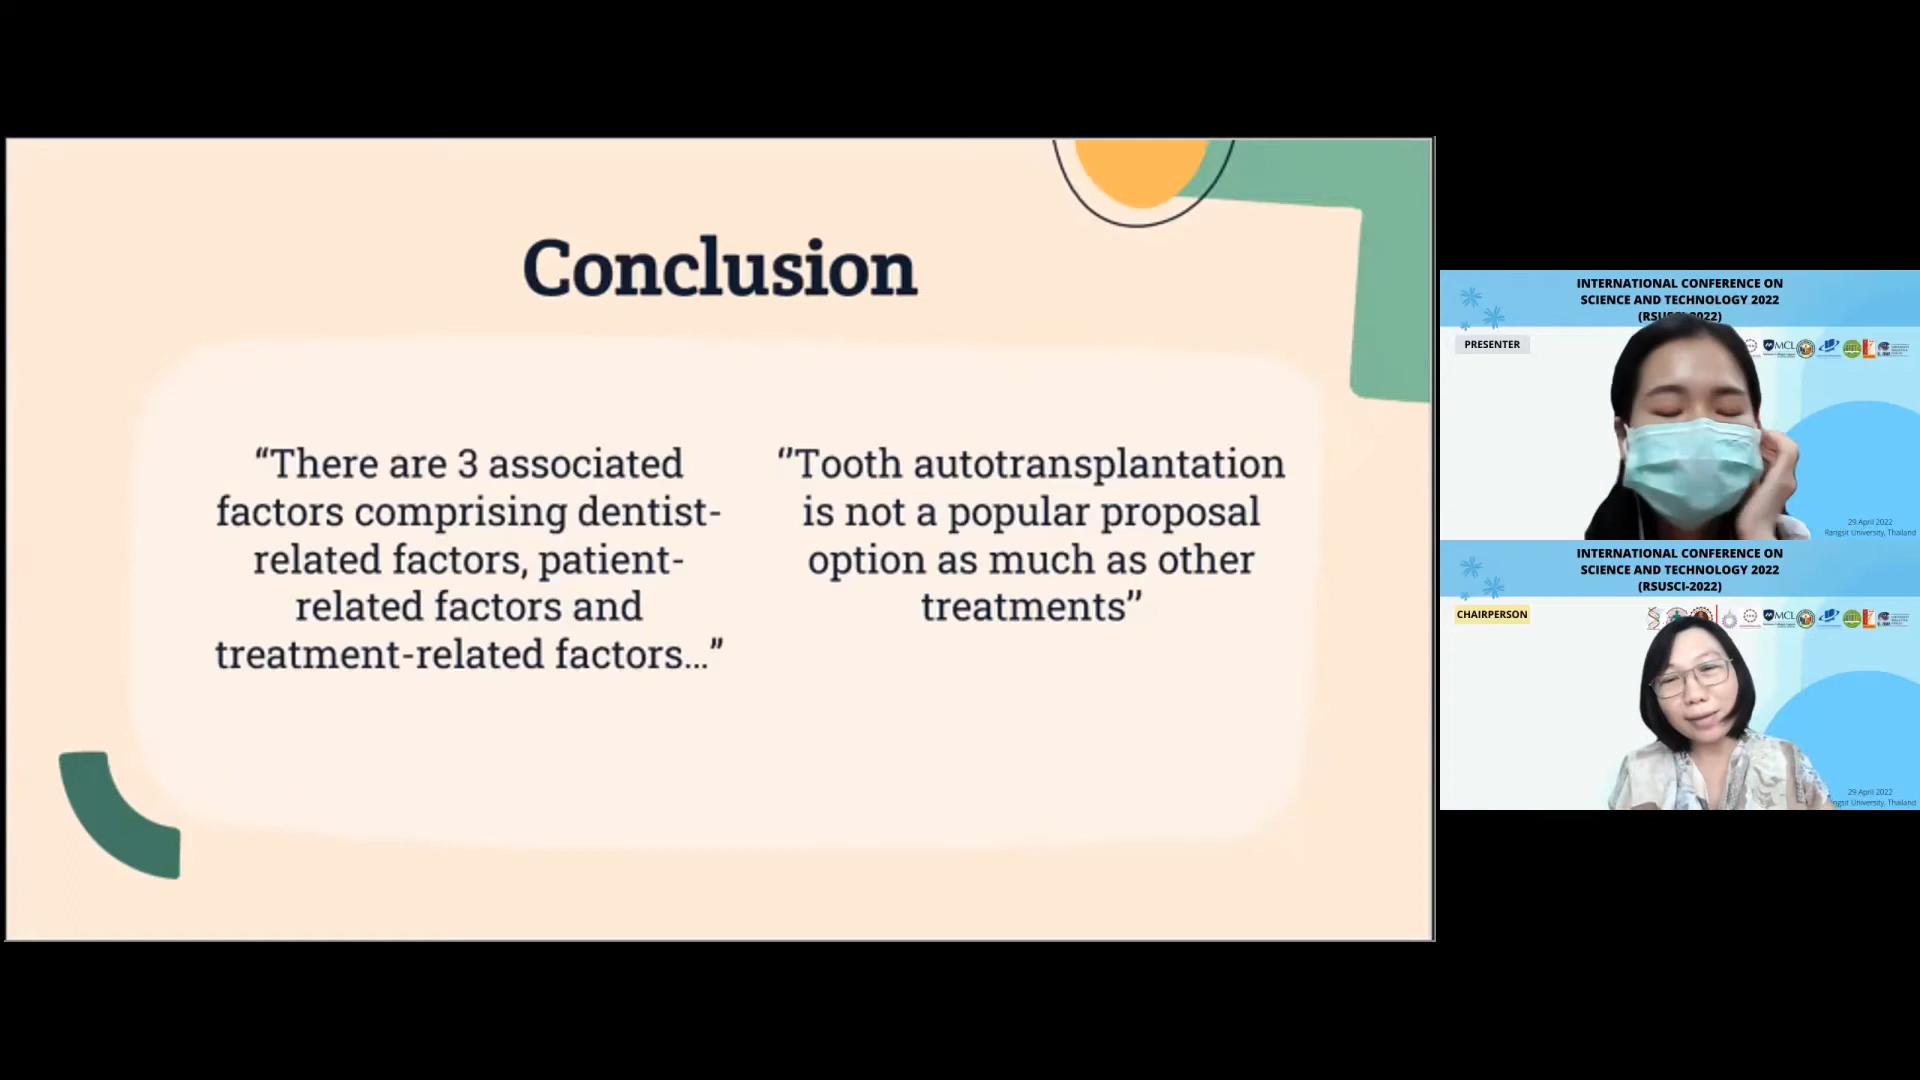 Conclusion
“There are 3 associated
factors comprising dentist-
related factors, patient-
related factors and
treatment-related factors...”
‘’Tooth autotransplantation
is not a popular proposal
option as much as other
treatments’’
INTERNATIONAL CONFERENCE ON
SCIENCE AND TECHNOLOGY 2022
PRESENTER
MCL
29 April 2022
Rangsit University, Thailand
INTERNATIONAL CONFERENCE ON
SCIENCE AND TECHNOLOGY 2022
(RSUSCI-2022)
CHAIRPERSON
MCL
29 April 2022
University, Thailand